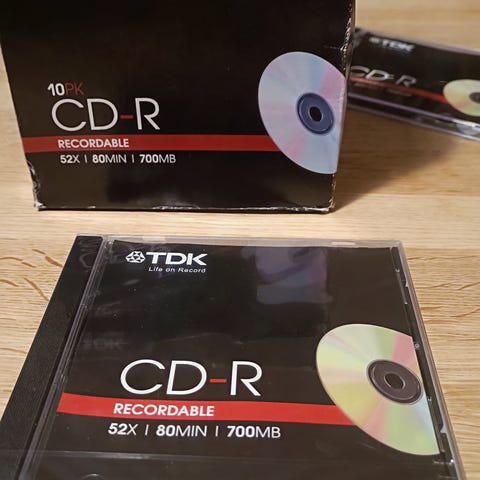 10PK
CD-R
RECORDABLE
52X | 80MIN | 700MB
TDK
CD-R
TDK
Life on Record
CD-R
RECORDABLE
52X | 80MIN | 700MB